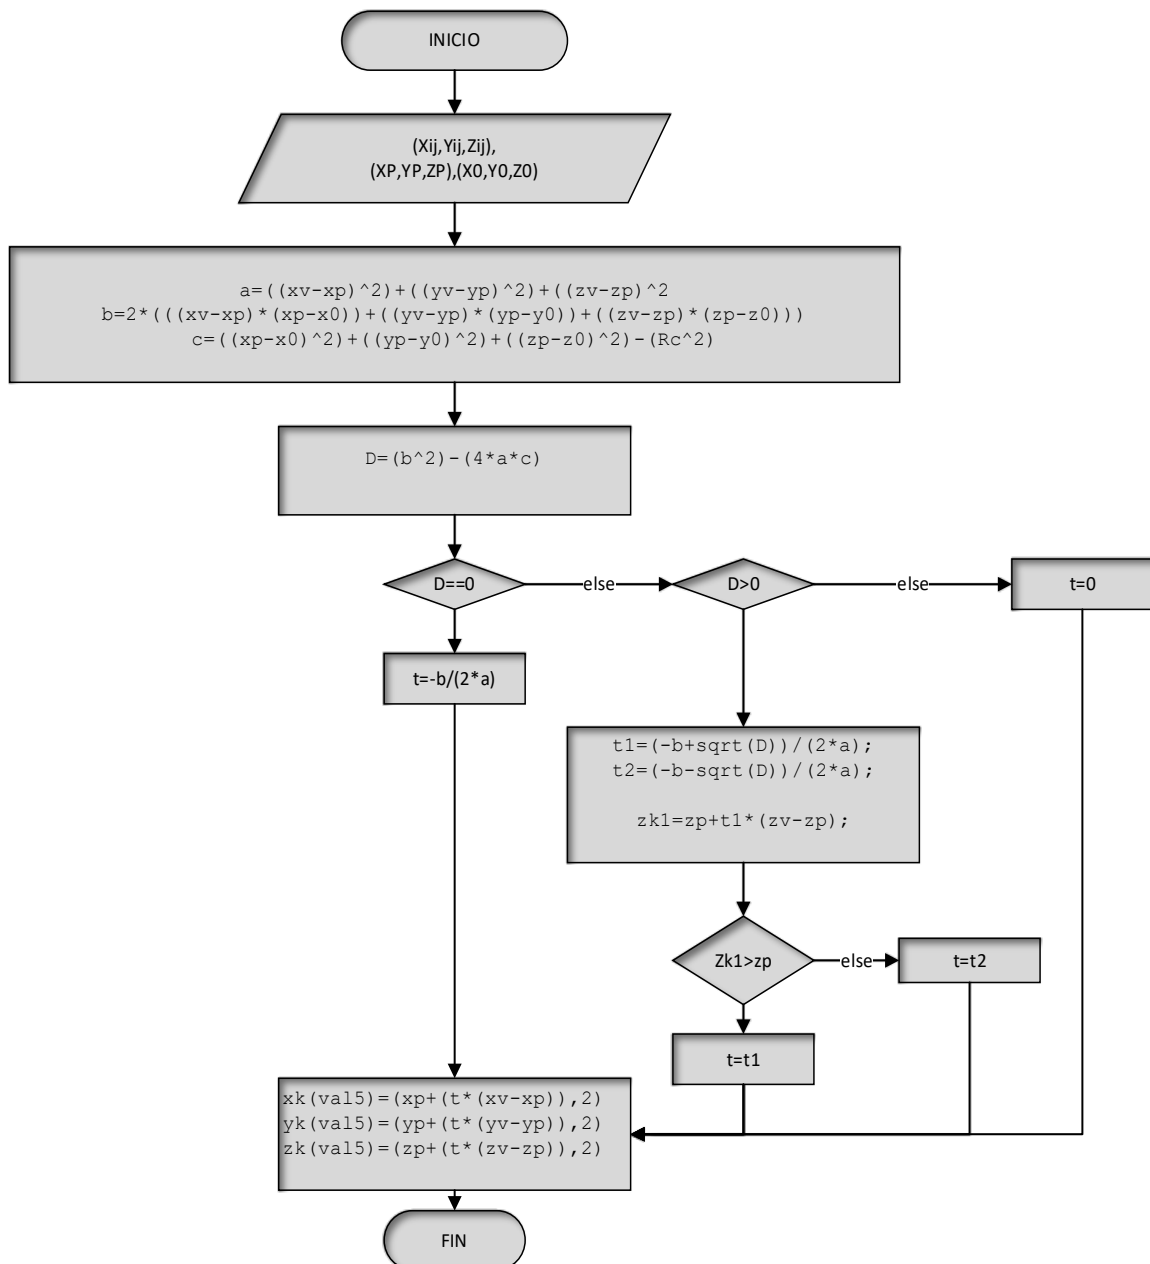 INICIO
(Xij,Yij,Zij),
(XP,YP,ZP),(X0,Y0,Z0)
a=((xv-xp)^2)+((yv-yp)^2)+((zv-zp)^2
b=2*(((xv-xp)*(xp-x0))+((yv-yp)*(yp-y0))+((zv-zp)*(zp-z0)))
c=((xp-x0)^2)+((yp-y0)^2)+((zp-z0)^2)-(Rc^2)
D=(b^2)-(4*a*c)
D==0
else
D>0
else
t=0
t=-b/(2*a)
t1=(-b+sqrt(D))/(2*a);
t2=(-b-sqrt(D))/(2*a);
zk1=zp+t1*(zv-zp);
Zk1>zp
else
t=t2
t=t1
xk(val5)=(xp+(t*(xv-xp)),2)
yk(val5)=(yp+(t*(yv-yp)),2)
zk(val5)=(zp+(t*(zv-zp)),2)
FIN